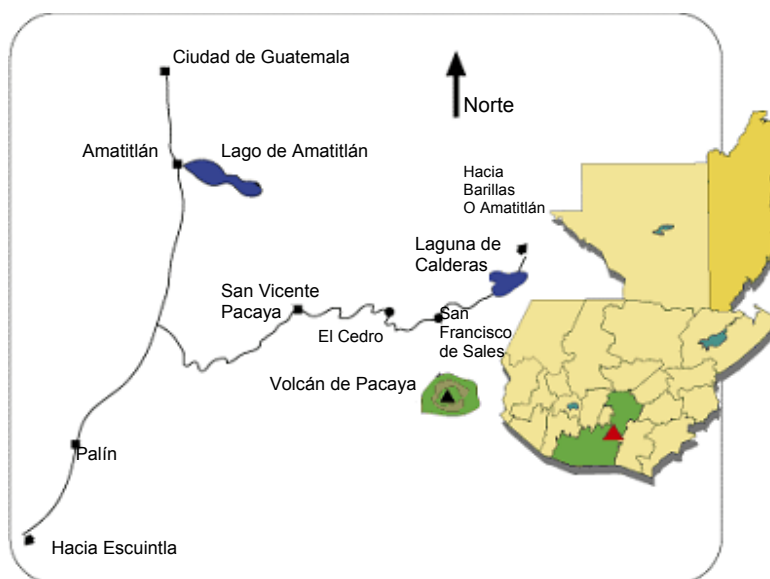 Ciudad de Guatemala
Norte
Amatitlán
Lago de Amatitlán
Hacia
Barillas
O Amatitlán
Laguna de
Calderas
San Vicente
Pacaya
El Cedro
San
Francisco
de Sales
Volcán de Pacaya
Palín
Hacia Escuintla